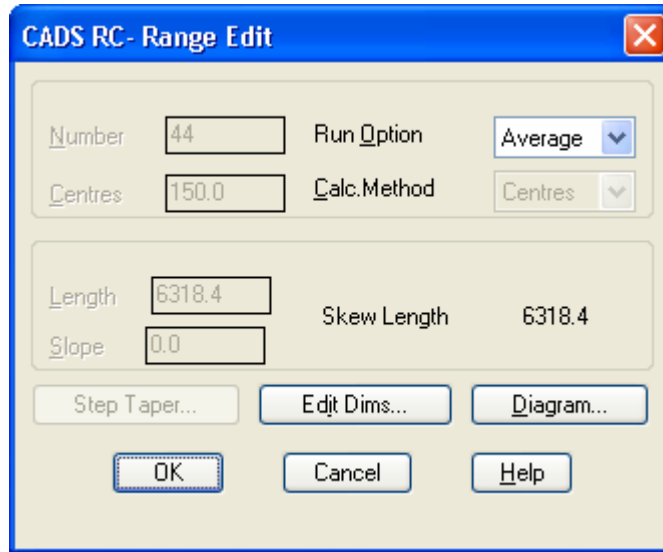 CADS RC- Range Edit
Number 44 Run Option Average
Centres 150.0 Calc.Method Centres
Length 6318.4 Skew Length 6318.4
Slope 0.0
Step Taper... Edit Dims... Diagram...
OK Cancel Help